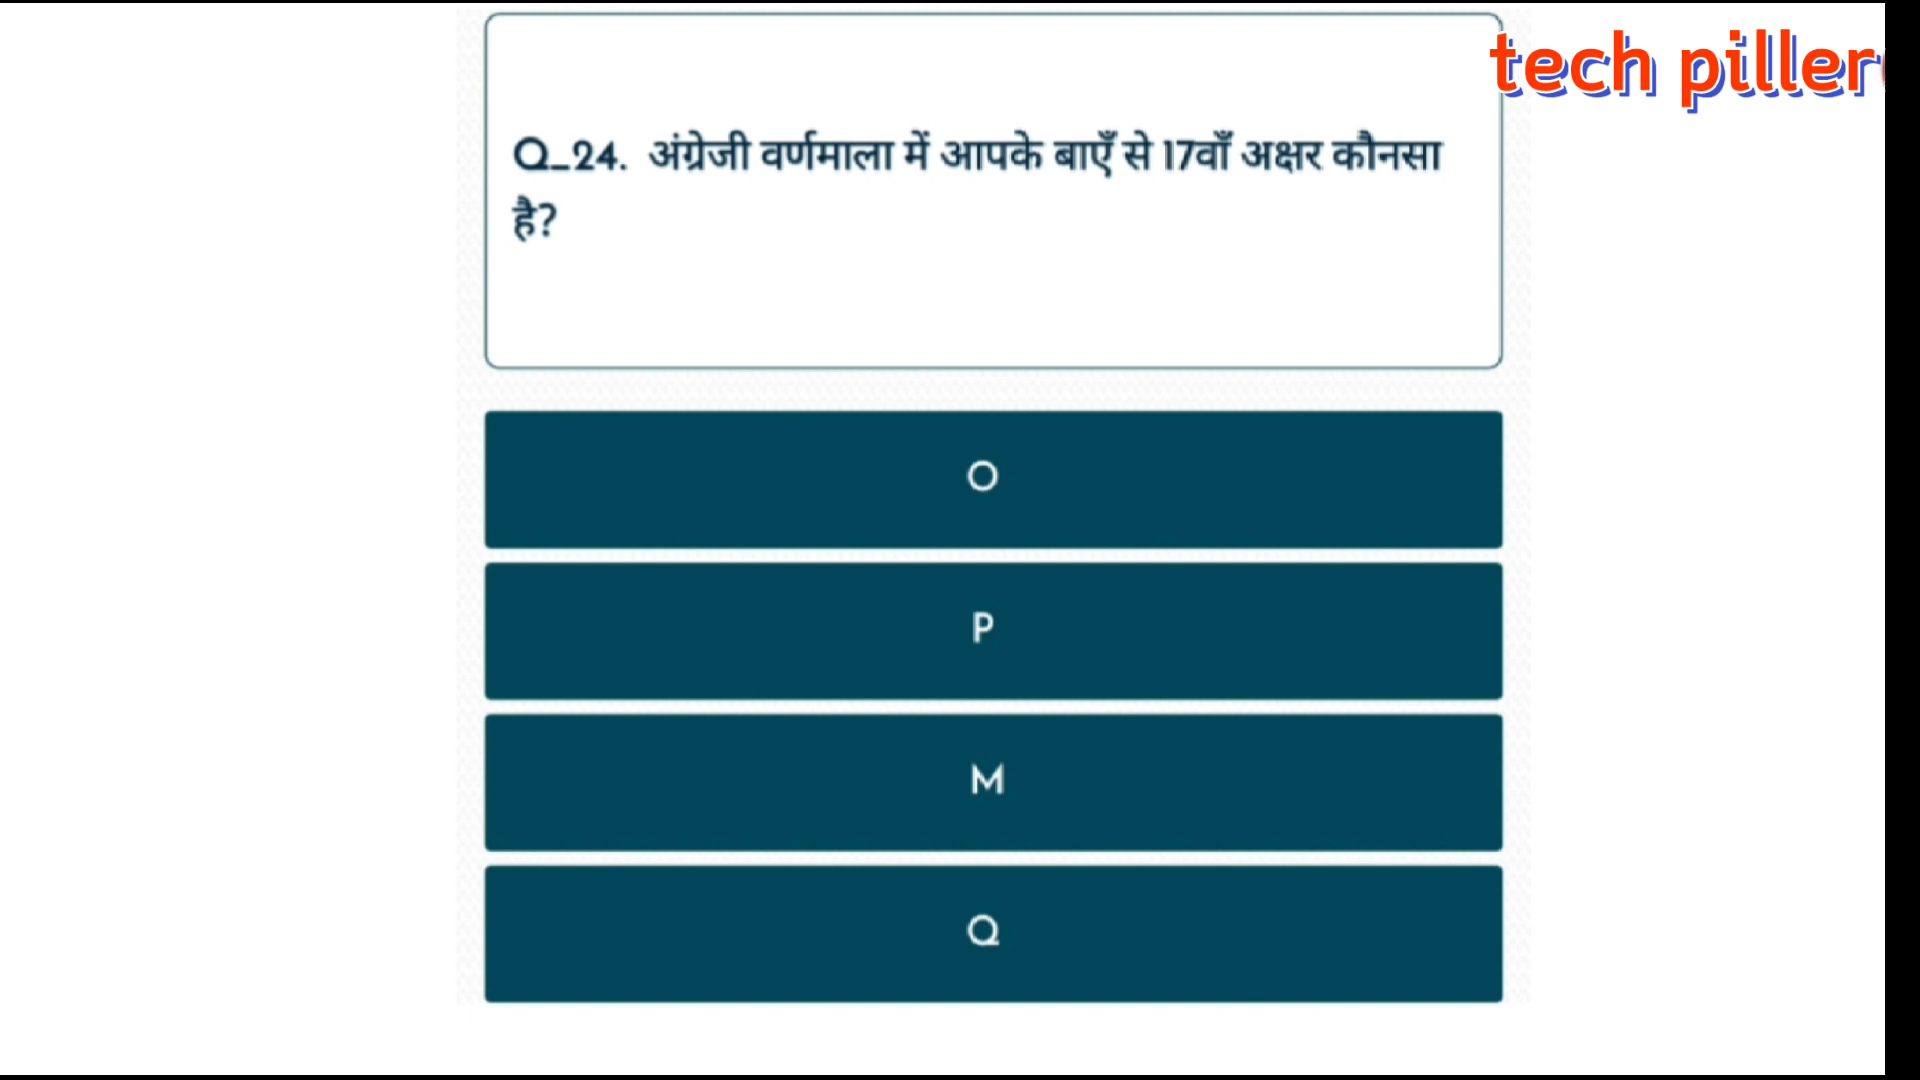 tech piller
Q_24. अंग्रेजी वर्णमाला में आपके बाएँ से 17वाँ अक्षर कौनसा
है?
O
P
M
Q